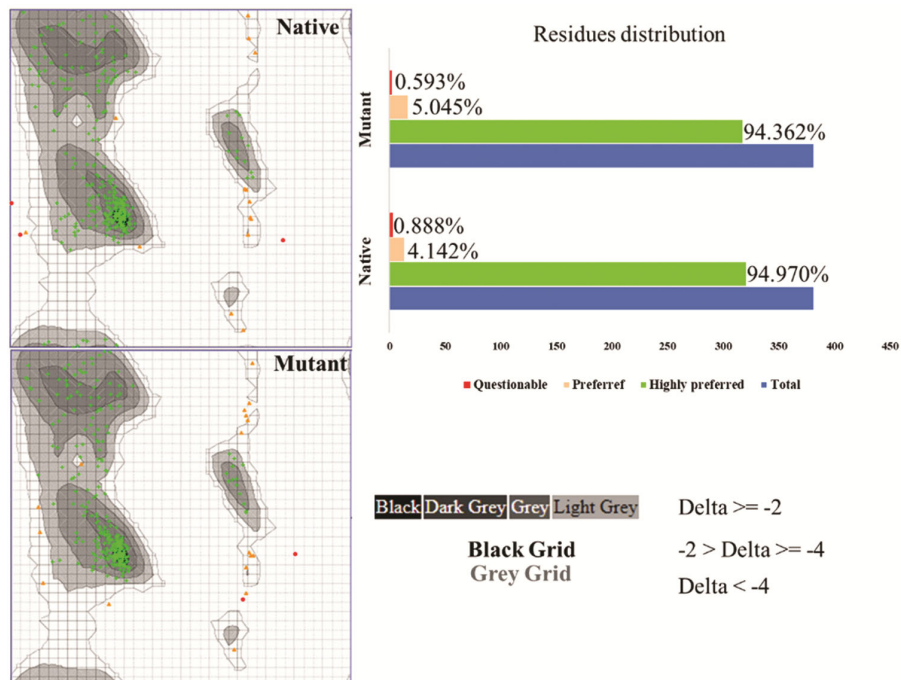 Native
Mutant
Residues distribution
Mutant
0.593%
5.045%
94.362%
Native
0.888%
4.142%
94.970%
0 50 100 150 200 250 300 350 400 450
Questionable Preferref Highly preferred Total
Black Dark Grey Grey Light Grey Delta >= -2
Black Grid -2 > Delta >= -4
Grey Grid Delta < -4